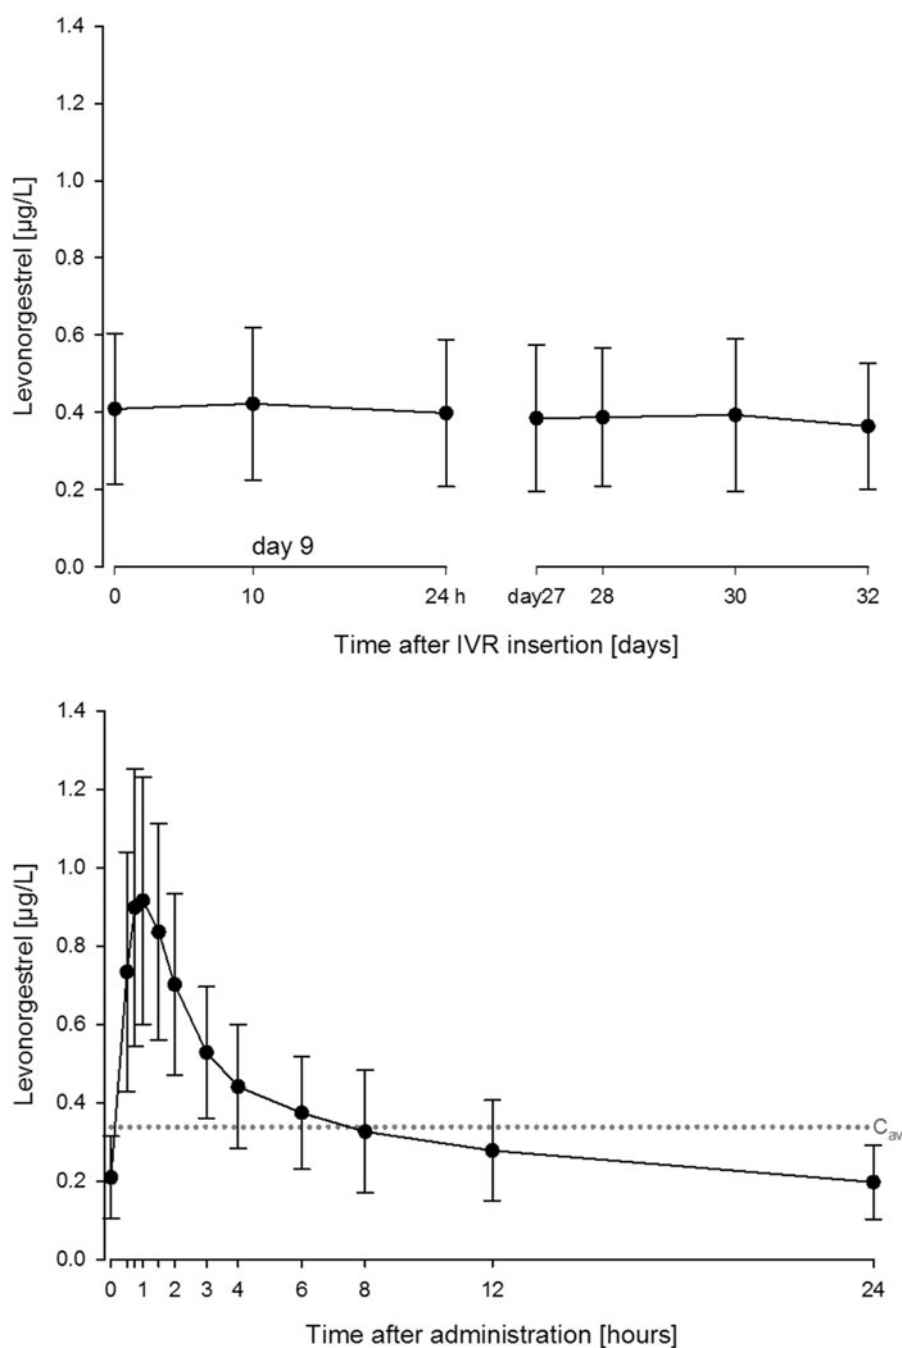 1.4
1.2
1.0
0.8
0.6
0.4
0.2
0.0
Levonorgestrel [µg/L]
day 9
0 10 24 h day27 28 30 32
Time after IVR insertion [days]
1.4
1.2
1.0
0.8
0.6
0.4
0.2
0.0
Levonorgestrel [µg/L]
Cav
0 1 2 3 4 6 8 12 24
Time after administration [hours]